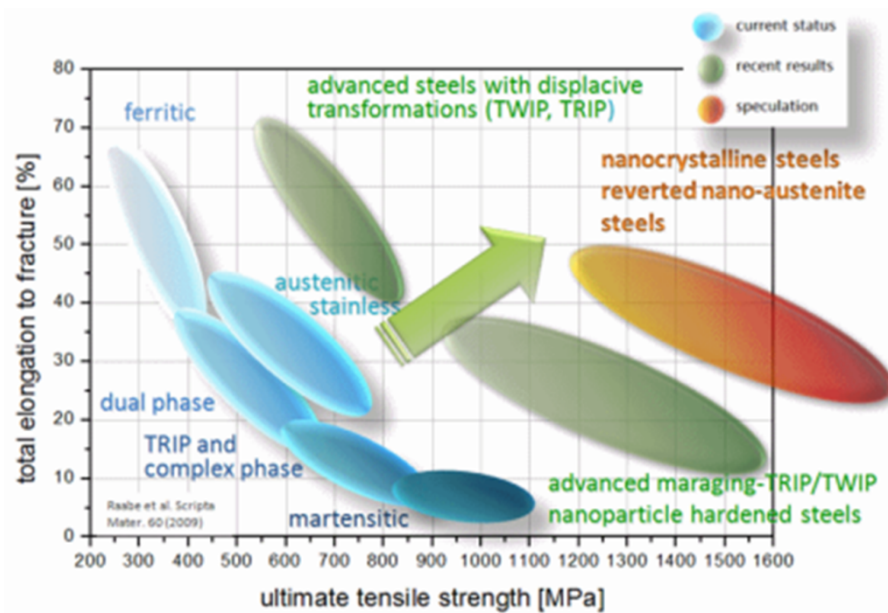 current status
recent results
speculation
total elongation to fracture [%]
80
70
60
50
40
30
20
10
0
ferritic
advanced steels with displacive
transformations (TWIP, TRIP)
nanocrystalline steels
reverted nano-austenite
steels
austenitic
stainless
dual phase
TRIP and
complex phase
martensitic
advanced maraging-TRIP/TWIP
nanoparticle hardened steels
Raabe et al. Scripta
Mater. 60 (2009)
200 300 400 500 600 700 800 900 1000 1100 1200 1300 1400 1500 1600
ultimate tensile strength [MPa]